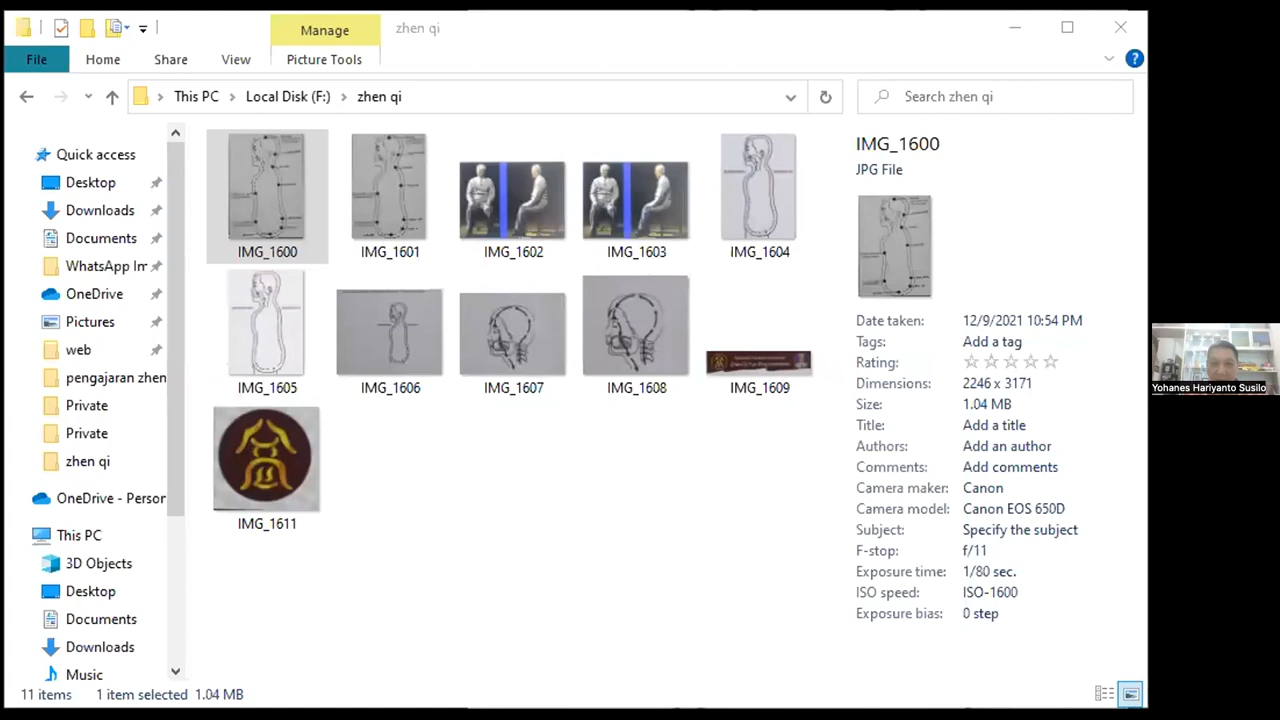 Manage
zhen qi
File
Home
Share
View
Picture Tools
This PC
Local Disk (F:)
zhen qi
Search zhen qi
Quick access
Desktop
Downloads
Documents
WhatsApp Im
OneDrive
Pictures
web
pengajaran zhen
Private
Private
zhen qi
OneDrive - Person
This PC
3D Objects
Desktop
Documents
Downloads
Music
IMG_1600
IMG_1601
IMG_1602
IMG_1603
IMG_1604
IMG_1605
IMG_1606
IMG_1607
IMG_1608
IMG_1609
IMG_1611
IMG_1600
JPG File
Date taken: 12/9/2021 10:54 PM
Tags: Add a tag
Rating:
Dimensions: 2246 x 3171
Size: 1.04 MB
Title: Add a title
Authors: Add an author
Comments: Add comments
Camera maker: Canon
Camera model: Canon EOS 650D
Subject: Specify the subject
F-stop: f/11
Exposure time: 1/80 sec.
ISO speed: ISO-1600
Exposure bias: 0 step
11 items
1 item selected 1.04 MB
Yohanes Hariyanto Susilo